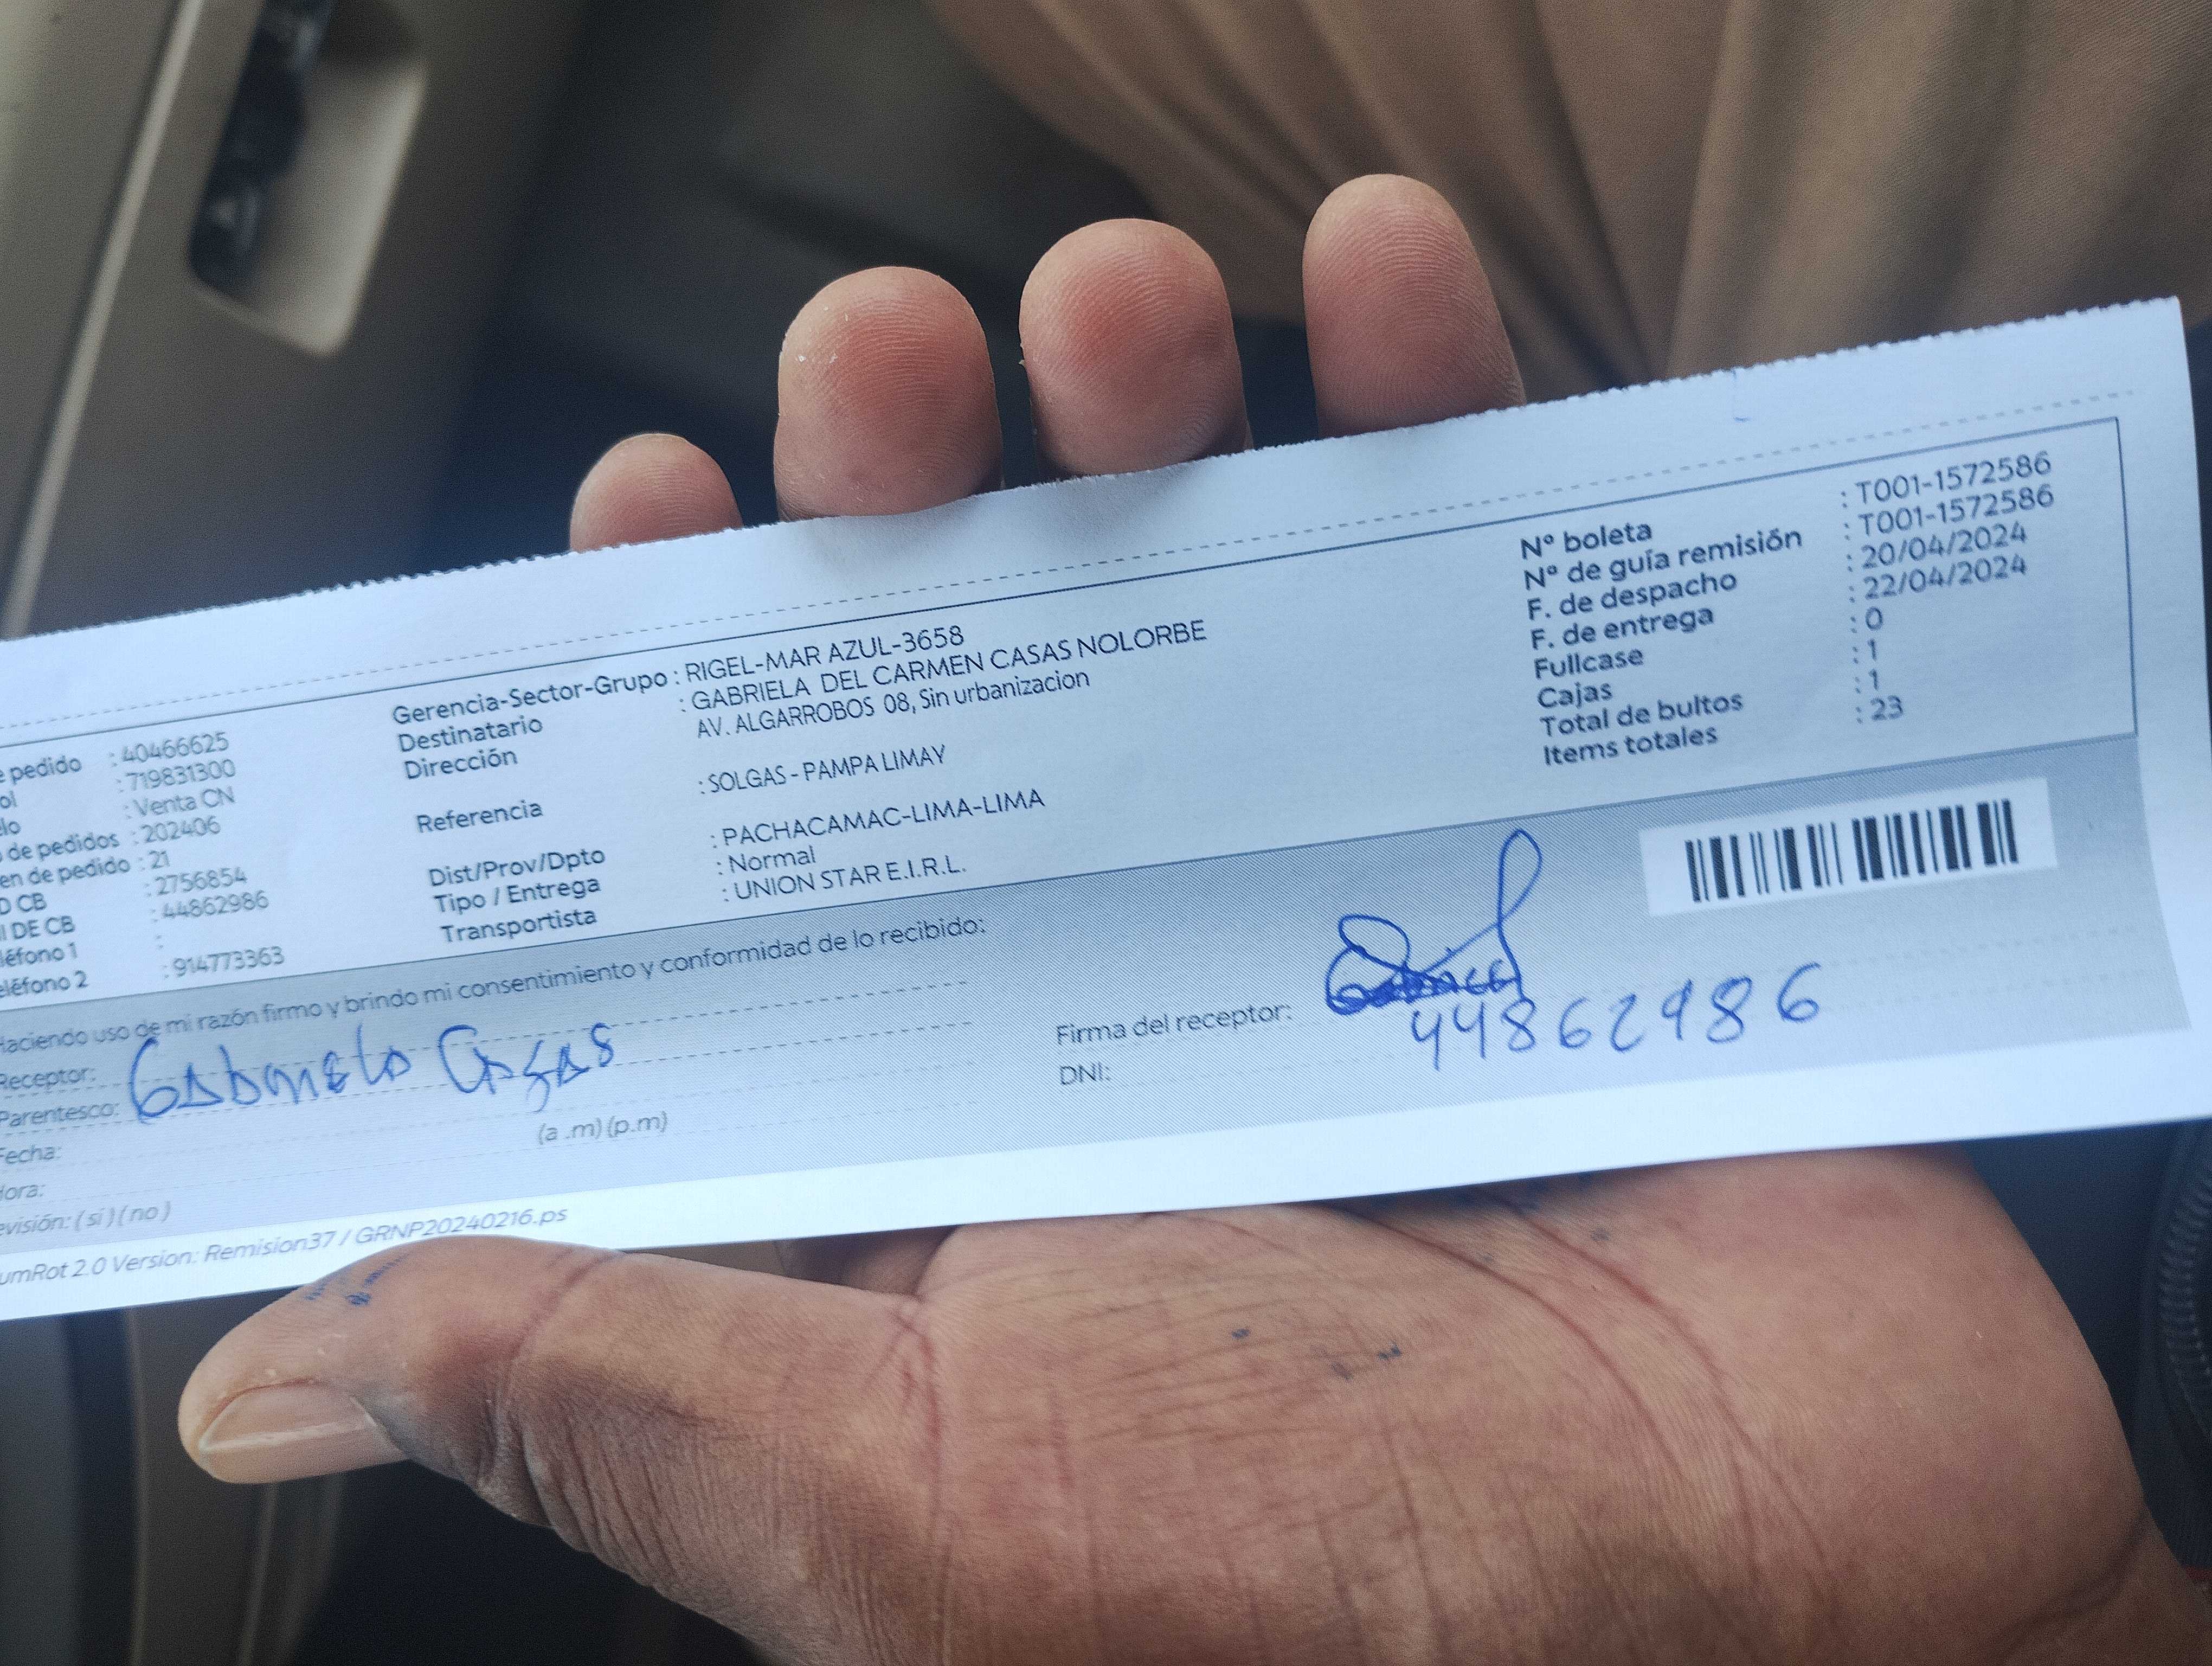 e pedido : 40466625
ol : 719831300
elo : Venta CN
o de pedidos : 202406
en de pedido : 21
D CB : 2756854
I DE CB : 44862986
léfono 1 :
eléfono 2 : 914773363
Gerencia-Sector-Grupo : RIGEL-MAR AZUL-3658
Destinatario : GABRIELA DEL CARMEN CASAS NOLORBE
Dirección AV. ALGARROBOS 08, Sin urbanizacion
Referencia : SOLGAS - PAMPA LIMAY
Dist/Prov/Dpto : PACHACAMAC-LIMA-LIMA
Tipo / Entrega : Normal
Transportista : UNION STAR E.I.R.L.
Nº boleta : T001-1572586
Nº de guía remisión : T001-1572586
F. de despacho : 20/04/2024
F. de entrega : 22/04/2024
Fullcase : 0
Cajas : 1
Total de bultos : 1
Items totales : 23
Haciendo uso de mi razón firmo y brindo mi consentimiento y conformidad de lo recibido:
Receptor: Gabriela Casas
Parentesco:
Fecha:
Hora: (a .m) (p.m)
evisión: ( si ) ( no )
Firma del receptor:
DNI: 44862986
umRot 2.0 Version: Remision37 / GRNP20240216.ps